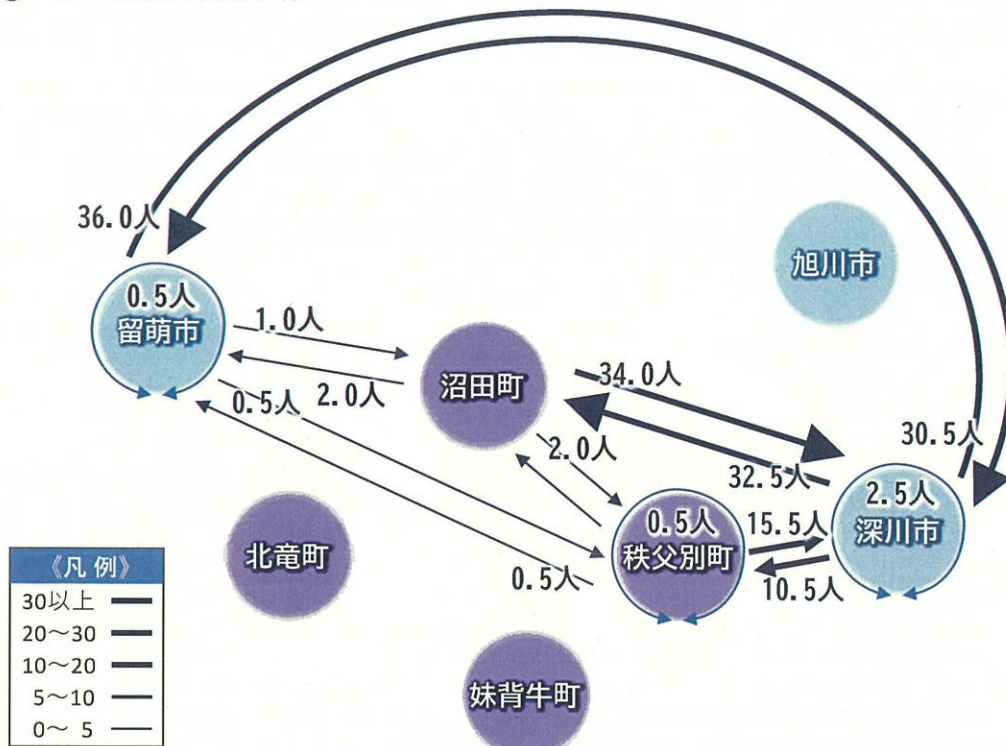 36.0人
旭川市
0.5人
留萌市
1.0人
2.0人
沼田町
34.0人
0.5人
30.5人
2.0人
32.5人
2.5人
深川市
0.5人
秩父別町
15.5人
北竜町
0.5人
10.5人
《凡例》
30以上
20～30
10～20
5～10
0～ 5
妹背牛町